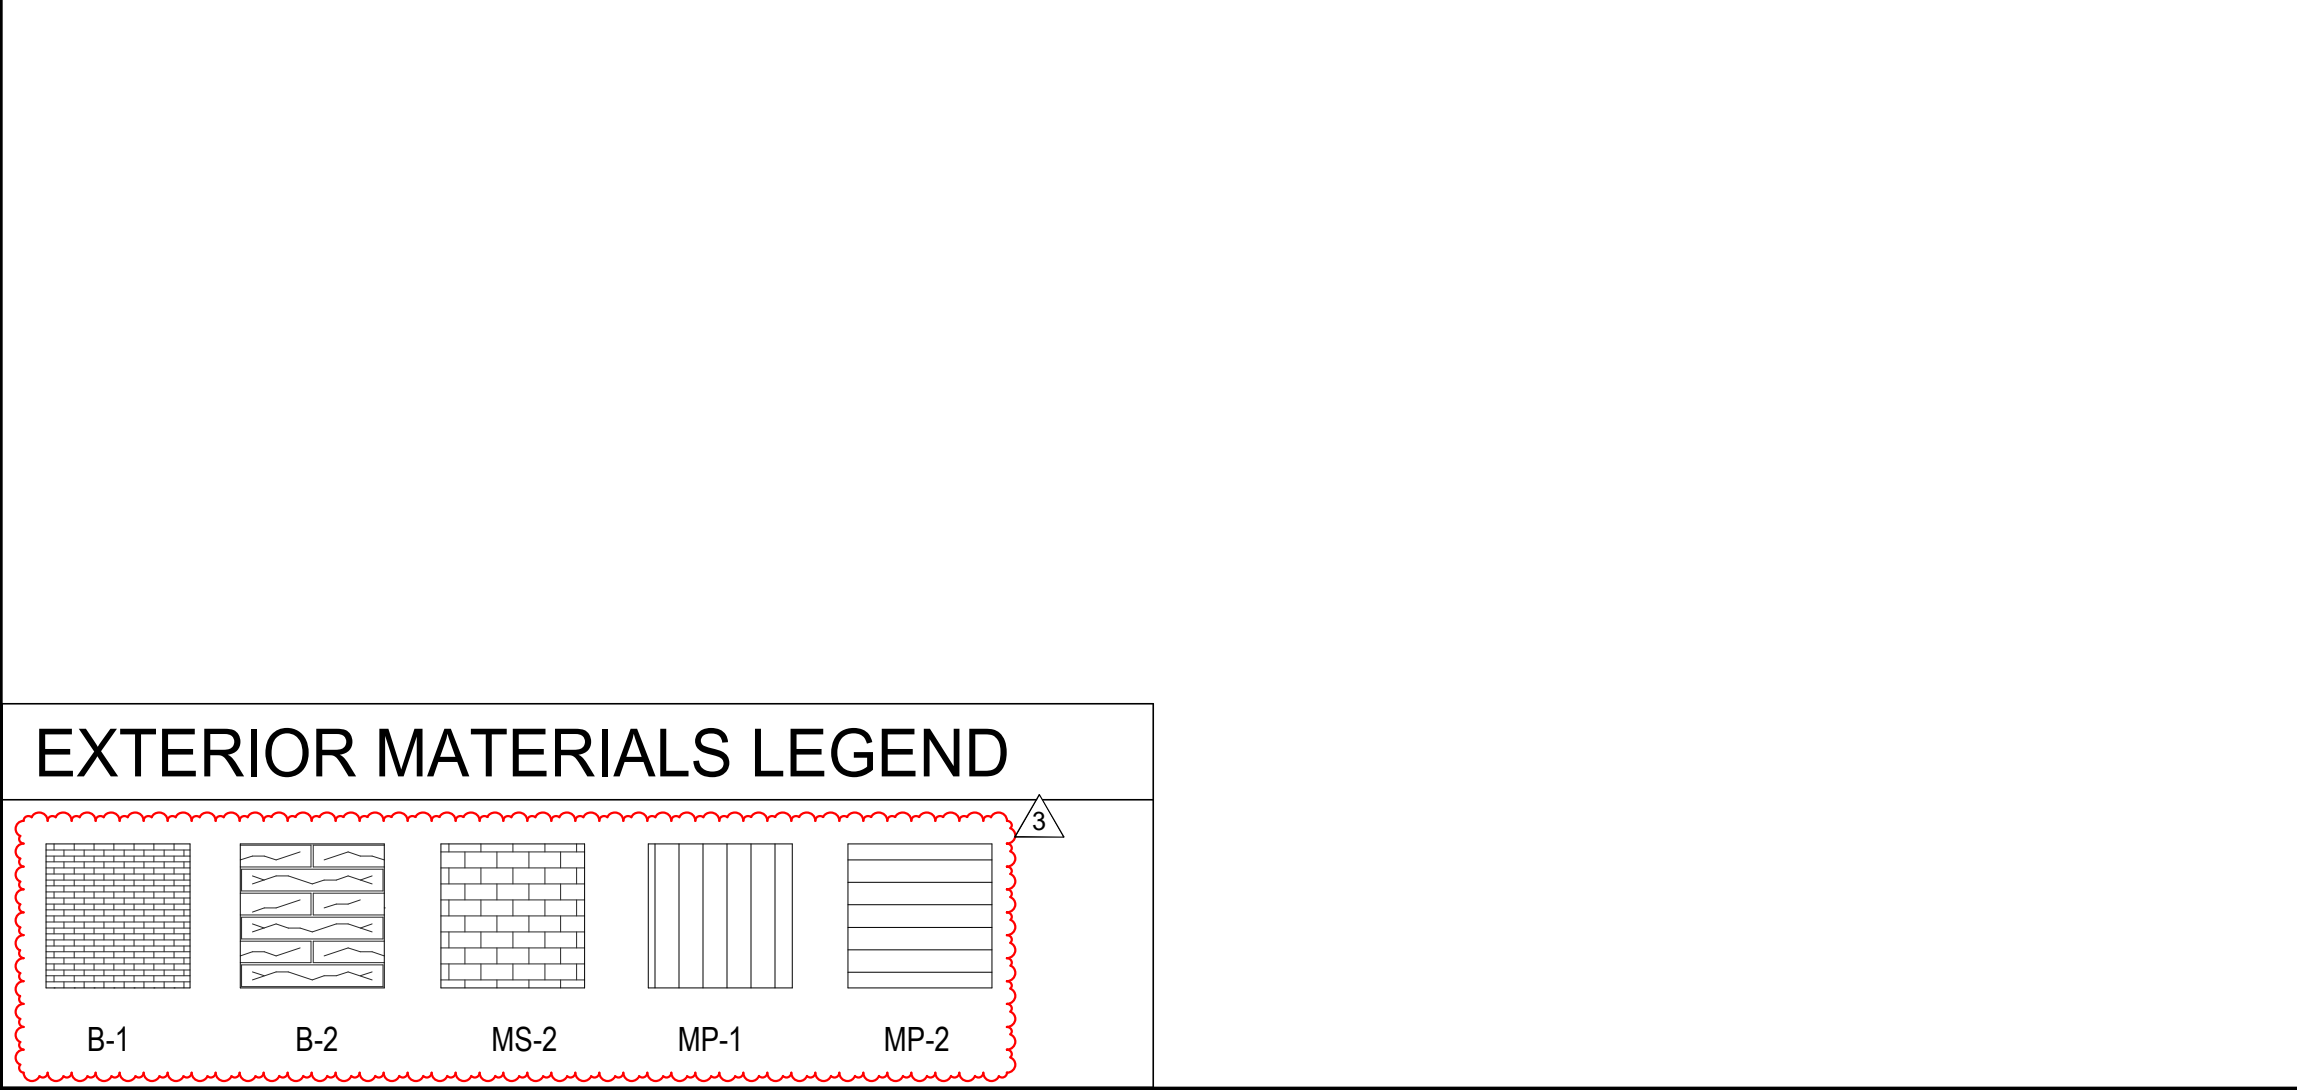 EXTERIOR MATERIALS LEGEND
3
B-1 B-2 MS-2 MP-1 MP-2